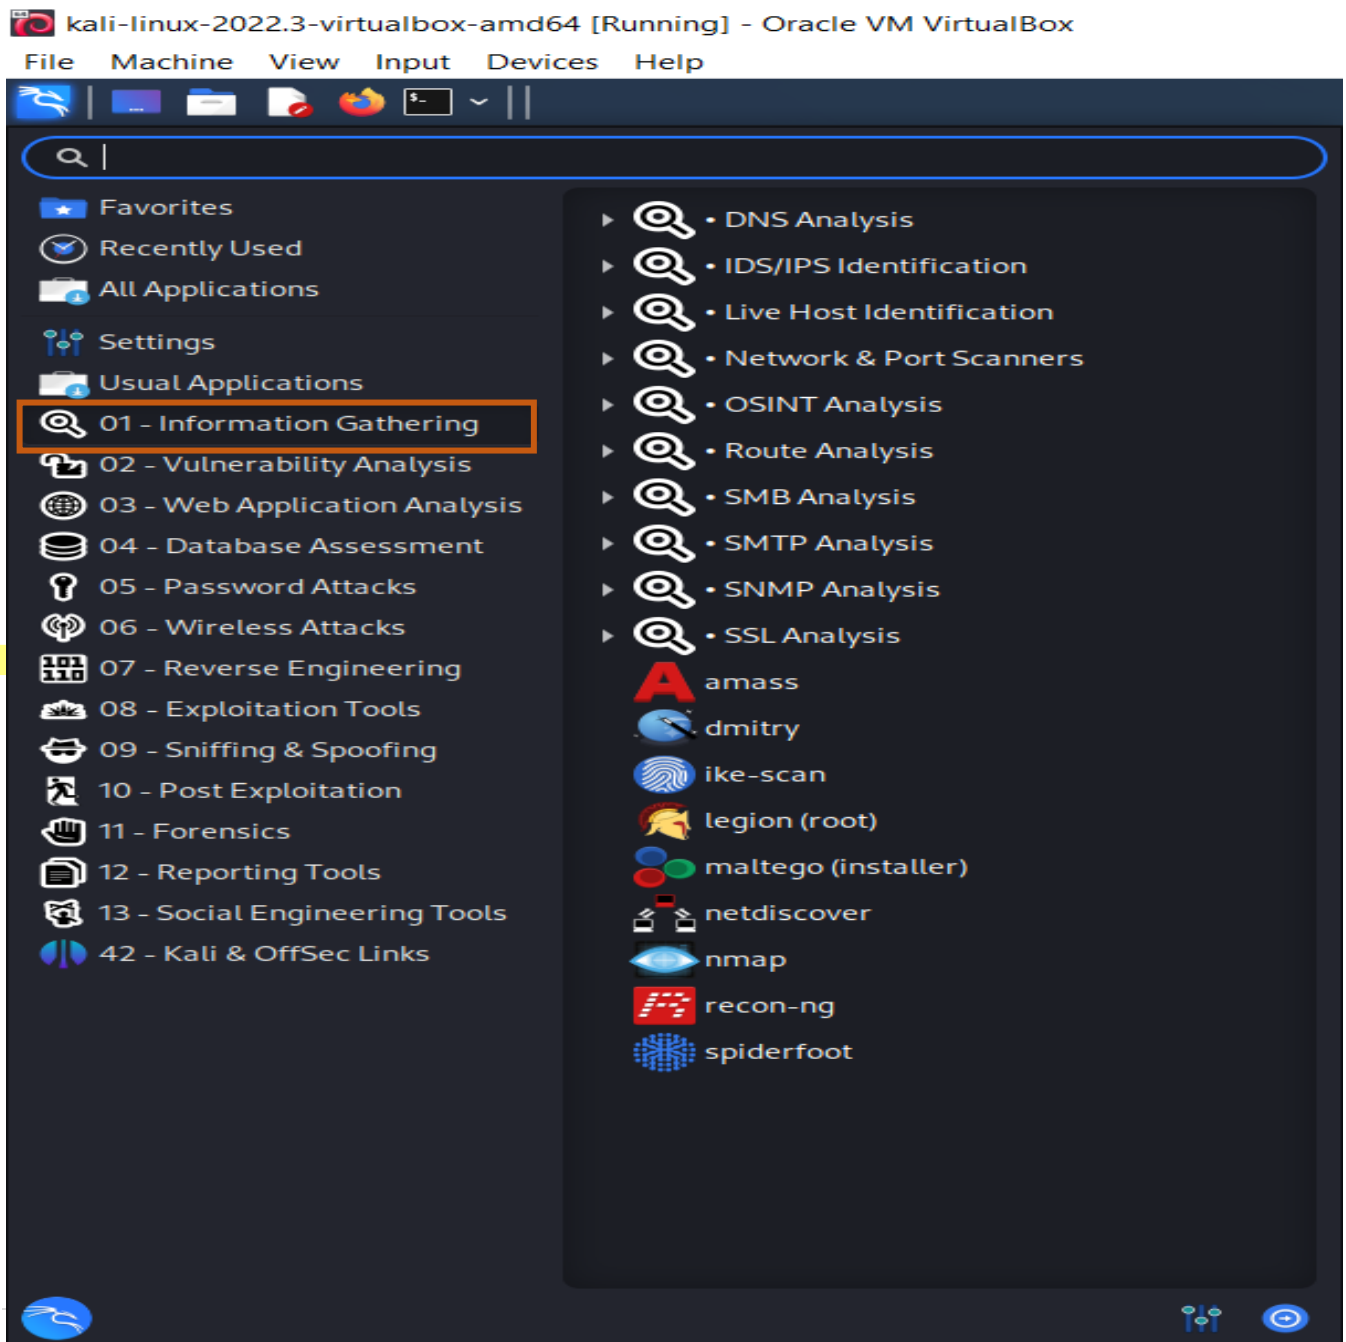 kali-linux-2022.3-virtualbox-amd64 [Running] - Oracle VM VirtualBox
File Machine View Input Devices Help
Favorites
Recently Used
All Applications
Settings
Usual Applications
01 - Information Gathering
02 - Vulnerability Analysis
03 - Web Application Analysis
04 - Database Assessment
05 - Password Attacks
06 - Wireless Attacks
07 - Reverse Engineering
08 - Exploitation Tools
09 - Sniffing & Spoofing
10 - Post Exploitation
11 - Forensics
12 - Reporting Tools
13 - Social Engineering Tools
42 - Kali & OffSec Links
• DNS Analysis
• IDS/IPS Identification
• Live Host Identification
• Network & Port Scanners
• OSINT Analysis
• Route Analysis
• SMB Analysis
• SMTP Analysis
• SNMP Analysis
• SSL Analysis
amass
dmitry
ike-scan
legion (root)
maltego (installer)
netdiscover
nmap
recon-ng
spiderfoot